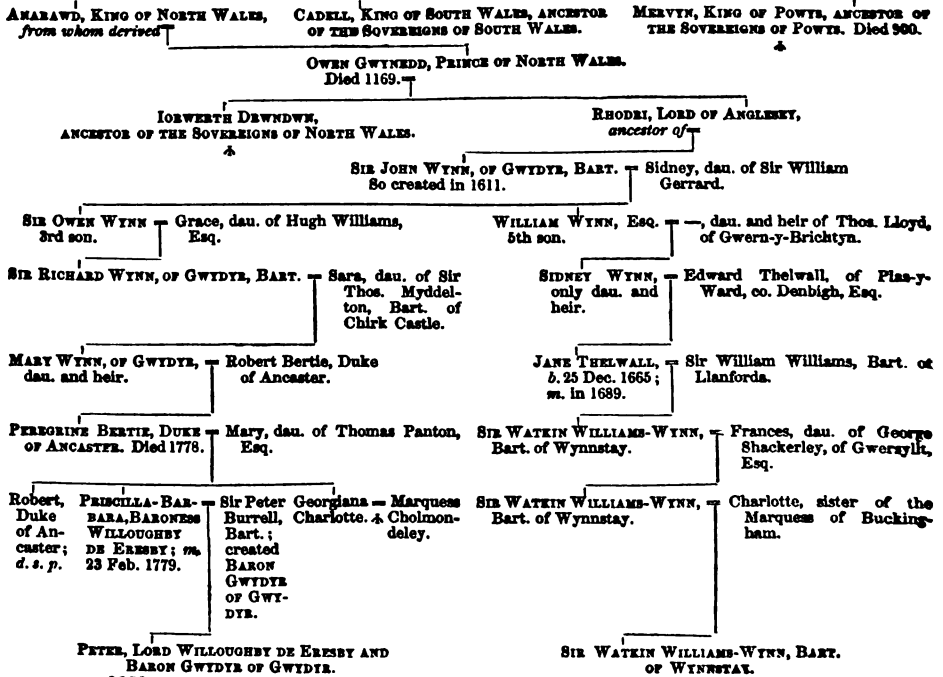 ANARAWD, KING OF NORTH WALES,
from whom derived
CADELL, KING OF SOUTH WALES, ANCESTOR
OF THE SOVEREIGNS OF SOUTH WALES.
MERVYN, KING OF POWYS, ANCESTOR OF
THE SOVEREIGNS OF POWYS. Died 900.
OWEN GWYNEDD, PRINCE OF NORTH WALES.
Died 1169.
IORWERTH DRWNDWN,
ANCESTOR OF THE SOVEREIGNS OF NORTH WALES.
RHODRI, LORD OF ANGLESEY,
ancestor of
SIR JOHN WYNN, OF GWYDYR, BART.
So created in 1611.
Sidney, dau. of Sir William
Gerrard.
SIR OWEN WYNN
3rd son.
Grace, dau. of Hugh Williams,
Esq.
WILLIAM WYNN, ESQ.
5th son.
—, dau. and heir of Thos. Lloyd,
of Gwern-y-Brichtyn.
SIR RICHARD WYNN, OF GWYDYR, BART.
Sara, dau. of Sir
Thos. Myddel-
ton, Bart. of
Chirk Castle.
SIDNEY WYNN,
only dau. and
heir.
Edward Thelwall, of Plas-y-
Ward, co. Denbigh, Esq.
MARY WYNN, OF GWYDYR,
dau. and heir.
Robert Bertie, Duke
of Ancaster.
JANE THELWALL,
b. 25 Dec. 1665;
m. in 1689.
Sir William Williams, Bart. of
Llanforda.
PEREGRINE BERTIE, DUKE
OF ANCASTER. Died 1778.
Mary, dau. of Thomas Panton,
Esq.
SIR WATKIN WILLIAMS-WYNN,
Bart. of Wynnstay.
Frances, dau. of George
Shackerley, of Gwersyllt,
Esq.
Robert,
Duke
of An-
caster;
d. s. p.
PRISCILLA-BAR-
BARA, BARONESS
WILLOUGHBY
DE ERESBY; m.
23 Feb. 1779.
Sir Peter
Burrell,
Bart.;
created
BARON
GWYDYR
OF GWY-
DYR.
Georgiana
Charlotte.
Marquess
Cholmon-
deley.
SIR WATKIN WILLIAMS-WYNN,
Bart. of Wynnstay.
Charlotte, sister of the
Marquess of Bucking-
ham.
PETER, LORD WILLOUGHBY DE ERESBY AND
BARON GWYDYR OF GWYDYR.
SIR WATKIN WILLIAMS-WYNN, BART.
OF WYNNSTAY.